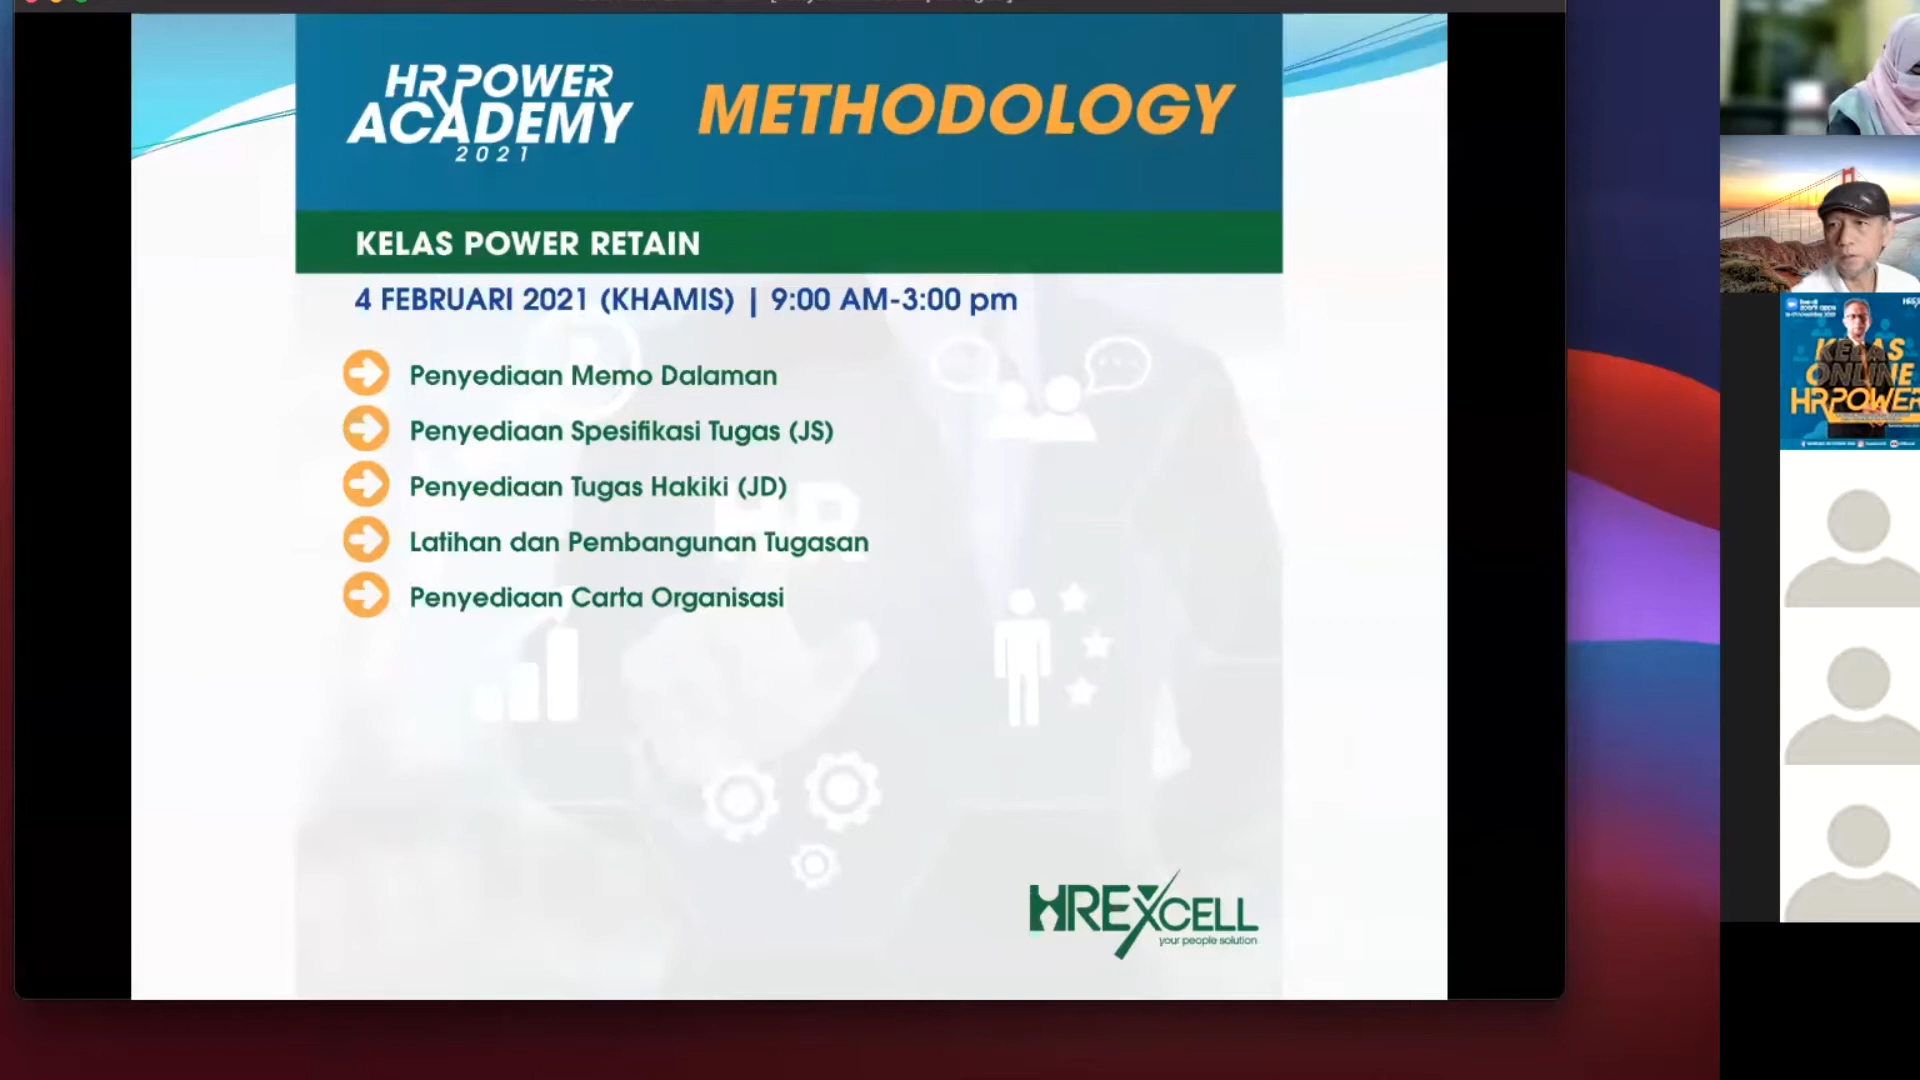 HRPOWER
ACADEMY
2021
METHODOLOGY
KELAS POWER RETAIN
4 FEBRUARI 2021 (KHAMIS) | 9:00 AM-3:00 pm
Penyediaan Memo Dalaman
Penyediaan Spesifikasi Tugas (JS)
Penyediaan Tugas Hakiki (JD)
HR
Latihan dan Pembangunan Tugasan
Penyediaan Carta Organisasi
HREXCELL
your people solution
KELAS
ONLINE
HRPOWER